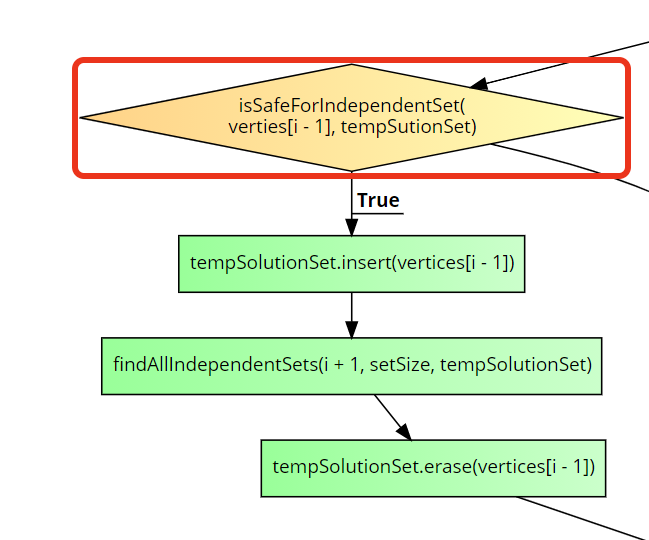 isSafeForIndependentSet(
verties[i - 1], tempSutionSet)
True
tempSolutionSet.insert(vertices[i - 1])
findAllIndependentSets(i + 1, setSize, tempSolutionSet)
tempSolutionSet.erase(vertices[i - 1])